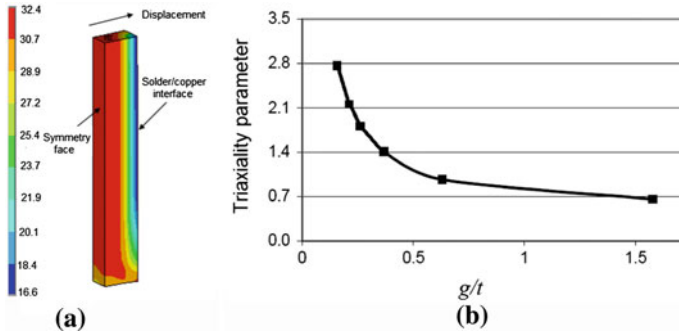 32.4
30.7
28.9
27.2
25.4
23.7
21.9
20.1
18.4
16.6
Displacement
Solder/copper
interface
Symmetry
face
(a)
Triaxiality parameter
3.5
2.8
2.1
1.4
0.7
0.0
0
0.5
1
1.5
g/t
(b)